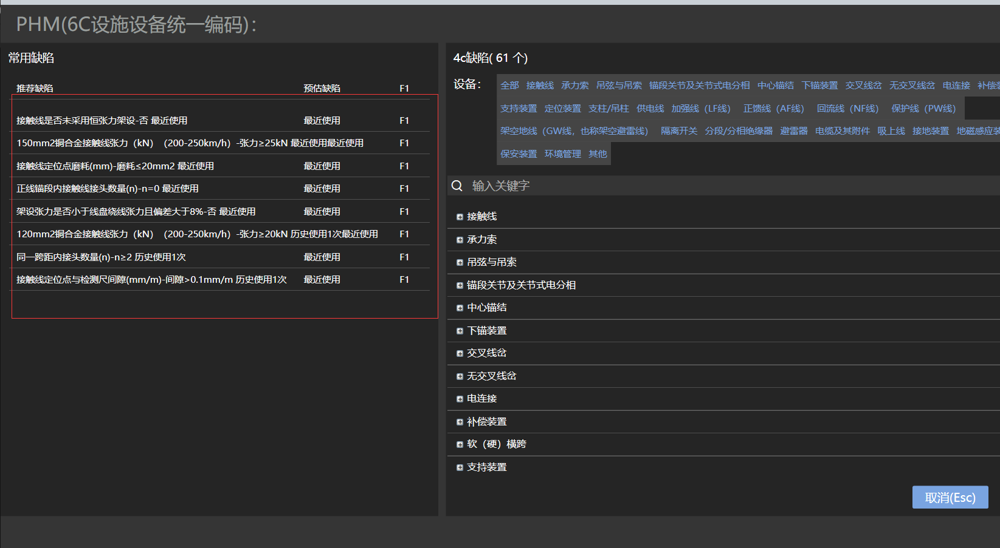 PHM(6C设施设备统一编码)：
常用缺陷
推荐缺陷 预估缺陷 F1
接触线是否未采用恒张力架设-否 最近使用 最近使用 F1
150mm2铜合金接触线张力（kN）（200-250km/h）-张力≥25kN 最近使用最近使用 F1
接触线定位点磨耗(mm)-磨耗≤20mm2 最近使用 最近使用 F1
正线锚段内接触线接头数量(n)-n=0 最近使用 最近使用 F1
架设张力是否小于线盘绕线张力且偏差大于8%-否 最近使用 最近使用 F1
120mm2铜合金接触线张力（kN）（200-250km/h）-张力≥20kN 历史使用1次最近使用 F1
同一跨距内接头数量(n)-n≥2 历史使用1次 最近使用 F1
接触线定位点与检测尺间隙(mm/m)-间隙>0.1mm/m 历史使用1次 最近使用 F1
4c缺陷( 61 个)
设备： 全部 接触线 承力索 吊弦与吊索 锚段关节及关节式电分相 中心锚结 下锚装置 交叉线岔 无交叉线岔 电连接 补偿
支持装置 定位装置 支柱/吊柱 供电线 加强线（LF线） 正馈线（AF线） 回流线（NF线） 保护线（PW线）
架空地线（GW线，也称架空避雷线） 隔离开关 分段/分相绝缘器 避雷器 电缆及其附件 吸上线 接地装置 地磁感应
保安装置 环境管理 其他
输入关键字
接触线
承力索
吊弦与吊索
锚段关节及关节式电分相
中心锚结
下锚装置
交叉线岔
无交叉线岔
电连接
补偿装置
软（硬）横跨
支持装置
取消(Esc)